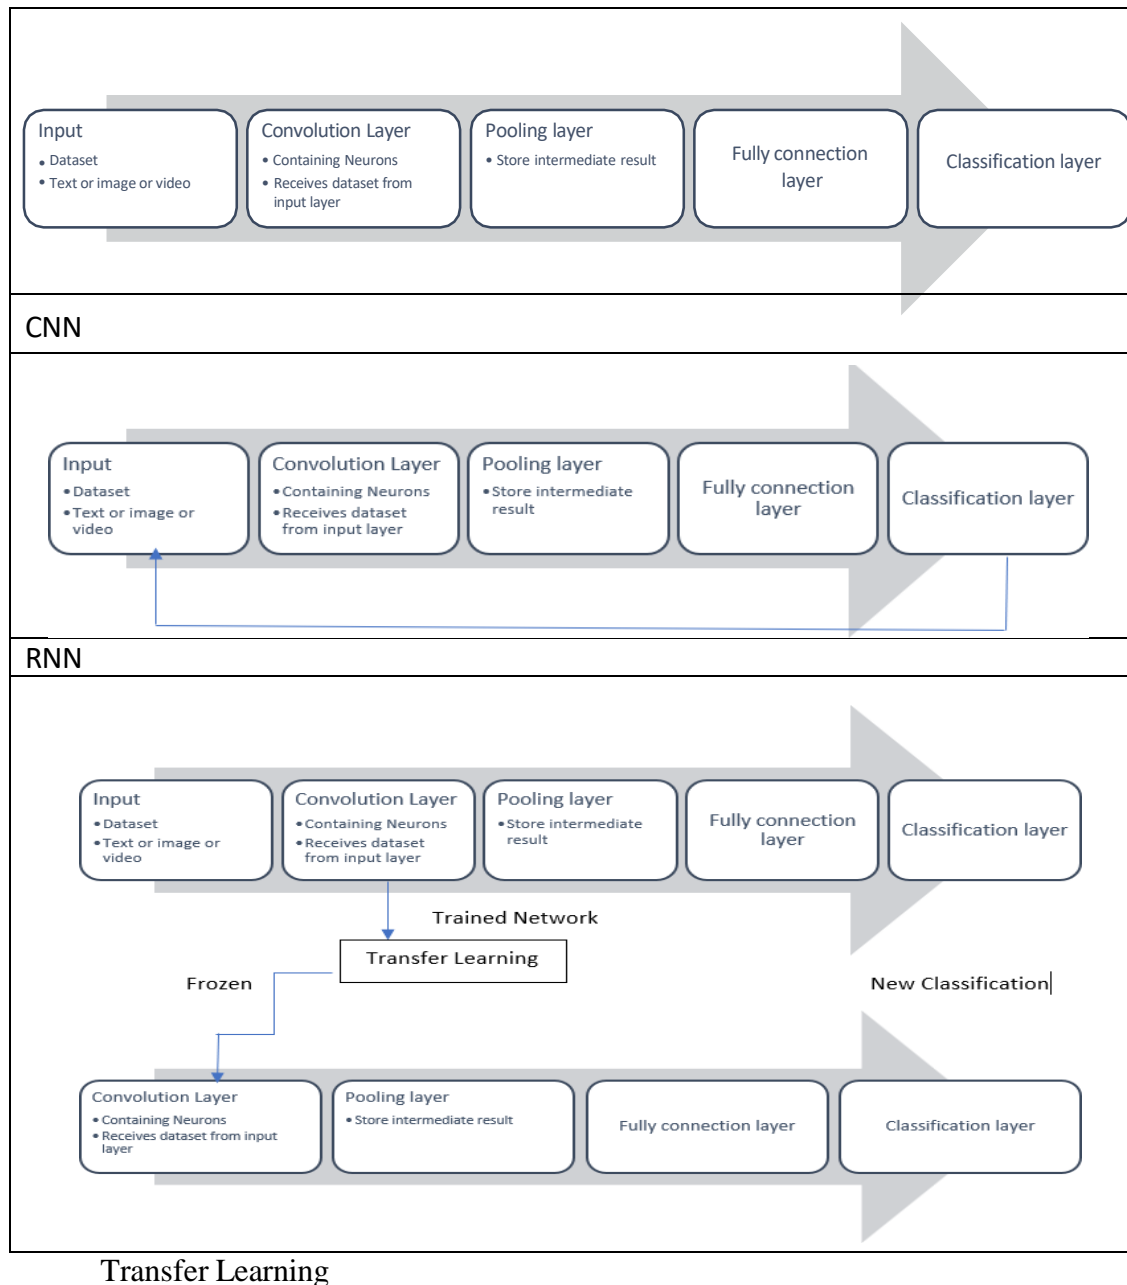 Input
• Dataset
• Text or image or video
Convolution Layer
• Containing Neurons
• Receives dataset from
input layer
Pooling layer
• Store intermediate result
Fully connection
layer
Classification layer
CNN
Input
• Dataset
• Text or image or
video
Convolution Layer
• Containing Neurons
• Receives dataset
from input layer
Pooling layer
• Store intermediate
result
Fully connection
layer
Classification layer
RNN
Input
• Dataset
• Text or image or
video
Convolution Layer
• Containing Neurons
• Receives dataset
from input layer
Pooling layer
• Store intermediate
result
Fully connection
layer
Classification layer
Trained Network
Transfer Learning
Frozen
New Classification
Convolution Layer
• Containing Neurons
• Receives dataset from input
layer
Pooling layer
• Store intermediate result
Fully connection layer
Classification layer
Transfer Learning